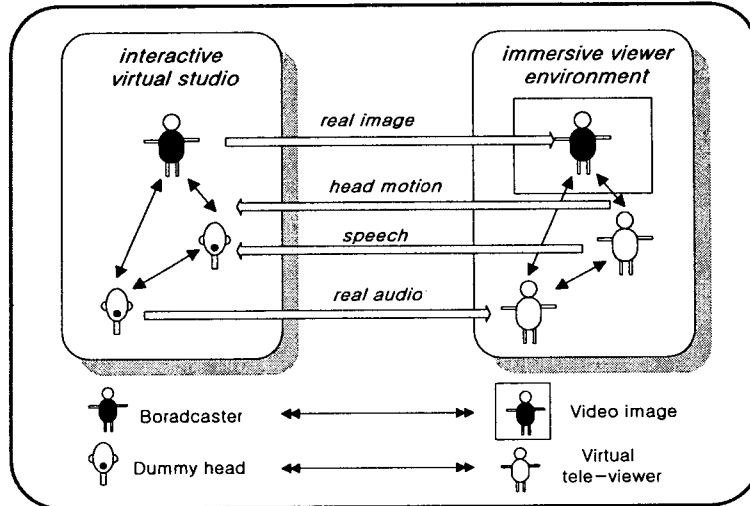 interactive
virtual studio
immersive viewer
environment
real image
head motion
speech
real audio
Boradcaster
Video image
Dummy head
Virtual
tele-viewer